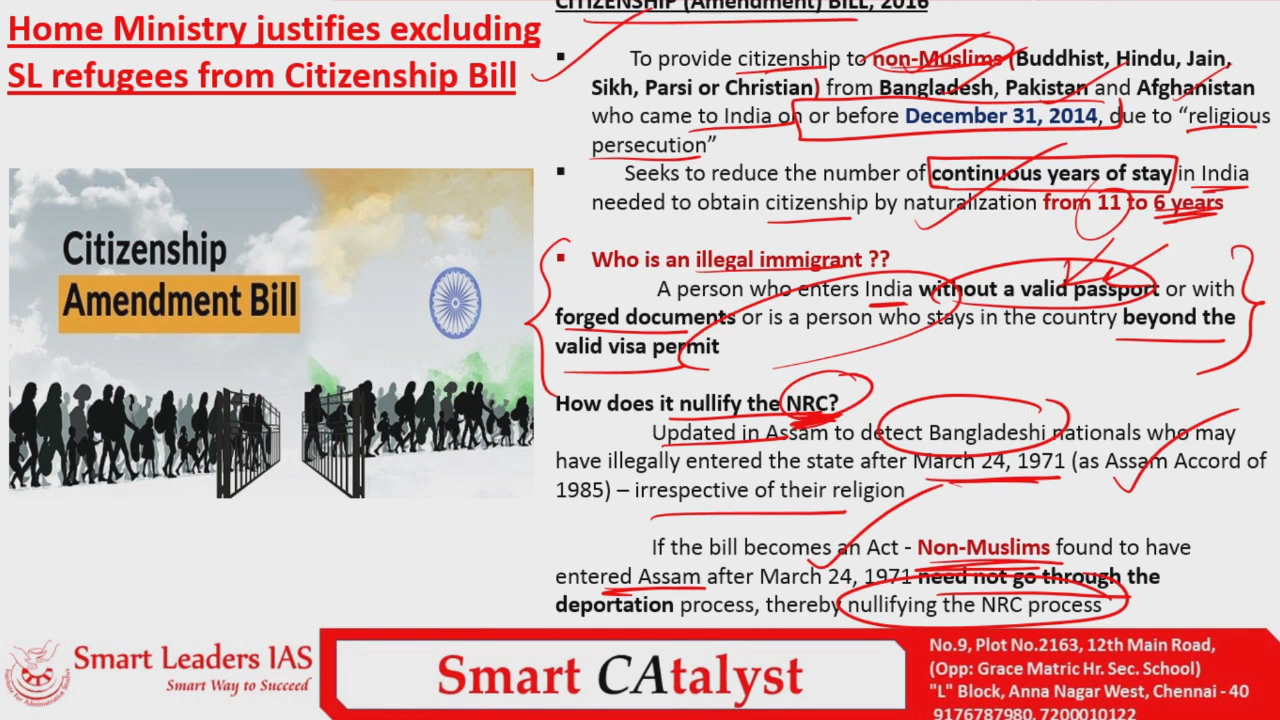 Home Ministry justifies excluding
SL refugees from Citizenship Bill
Citizenship
Amendment Bill
CITIZENSHIP (Amendment) BILL, 2016
▪ To provide citizenship to non-Muslims (Buddhist, Hindu, Jain,
Sikh, Parsi or Christian) from Bangladesh, Pakistan and Afghanistan
who came to India on or before December 31, 2014, due to “religious
persecution”
▪ Seeks to reduce the number of continuous years of stay in India
needed to obtain citizenship by naturalization from 11 to 6 years
▪ Who is an illegal immigrant ??
A person who enters India without a valid passport or with
forged documents or is a person who stays in the country beyond the
valid visa permit
How does it nullify the NRC?
Updated in Assam to detect Bangladeshi nationals who may
have illegally entered the state after March 24, 1971 (as Assam Accord of
1985) – irrespective of their religion
If the bill becomes an Act - Non-Muslims found to have
entered Assam after March 24, 1971 need not go through the
deportation process, thereby nullifying the NRC process
Smart Leaders IAS
Smart Way to Succeed
Smart CAtalyst
No.9, Plot No.2163, 12th Main Road,
(Opp: Grace Matric Hr. Sec. School)
"L" Block, Anna Nagar West, Chennai - 40
9176787980, 7200010122